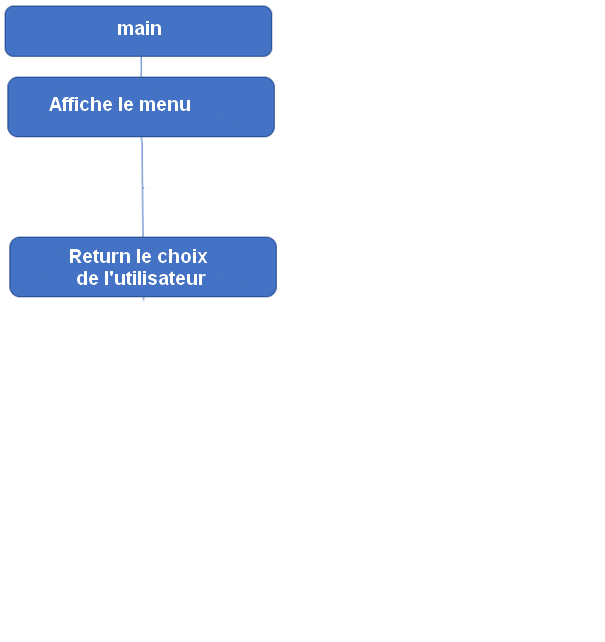 main
Affiche le menu
Return le choix
de l'utilisateur